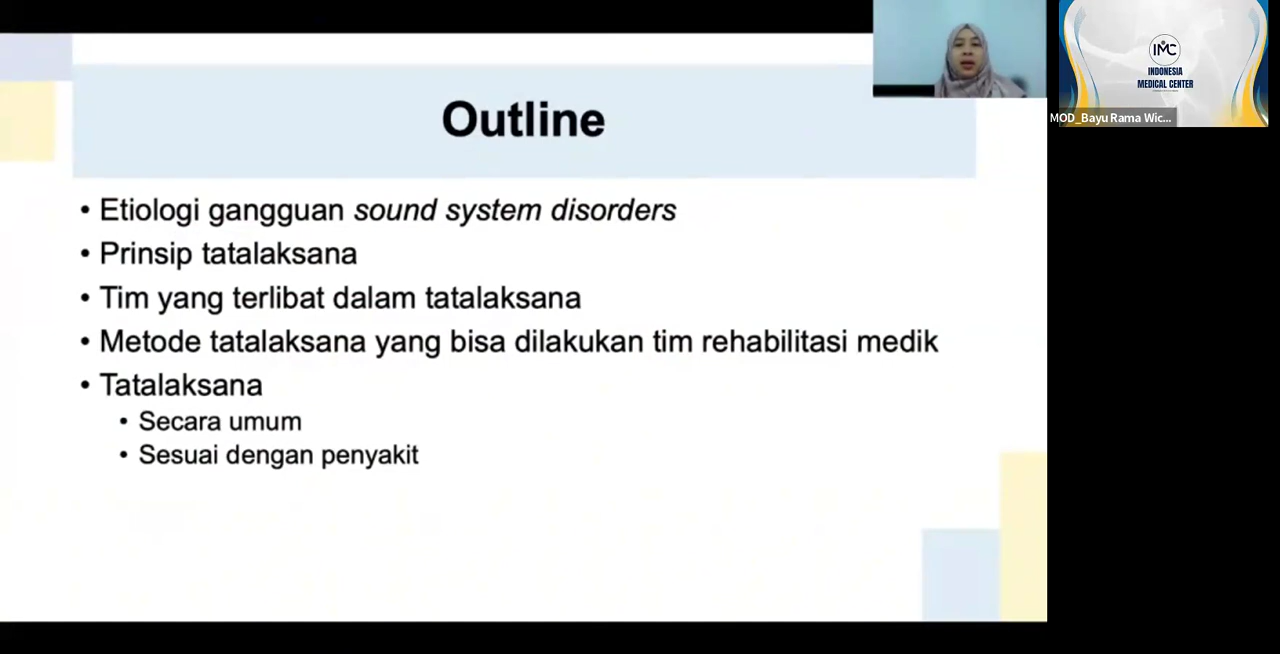 Outline
• Etiologi gangguan sound system disorders
• Prinsip tatalaksana
• Tim yang terlibat dalam tatalaksana
• Metode tatalaksana yang bisa dilakukan tim rehabilitasi medik
• Tatalaksana
• Secara umum
• Sesuai dengan penyakit
IMC
INDONESIA
MEDICAL CENTER
MOD_Bayu Rama Wic...